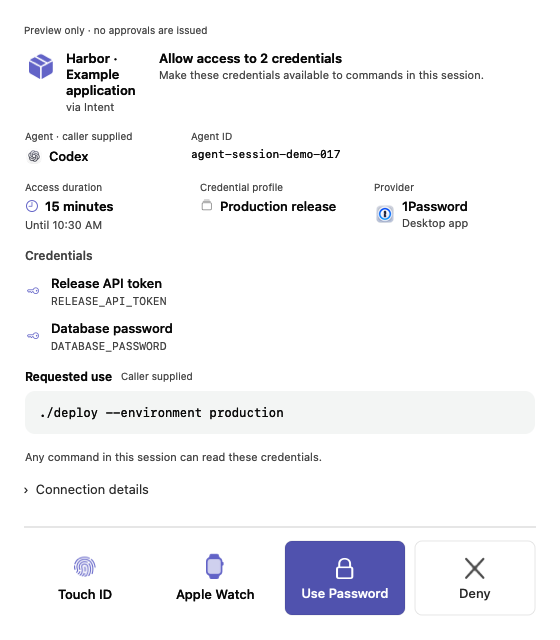 Preview only · no approvals are issued
Harbor ·
Example
application
via Intent
Allow access to 2 credentials
Make these credentials available to commands in this session.
Agent · caller supplied
Codex
Agent ID
agent-session-demo-017
Access duration
15 minutes
Until 10:30 AM
Credential profile
Production release
Provider
1Password
Desktop app
Credentials
Release API token
RELEASE_API_TOKEN
Database password
DATABASE_PASSWORD
Requested use Caller supplied
./deploy --environment production
Any command in this session can read these credentials.
› Connection details
Touch ID
Apple Watch
Use Password
Deny